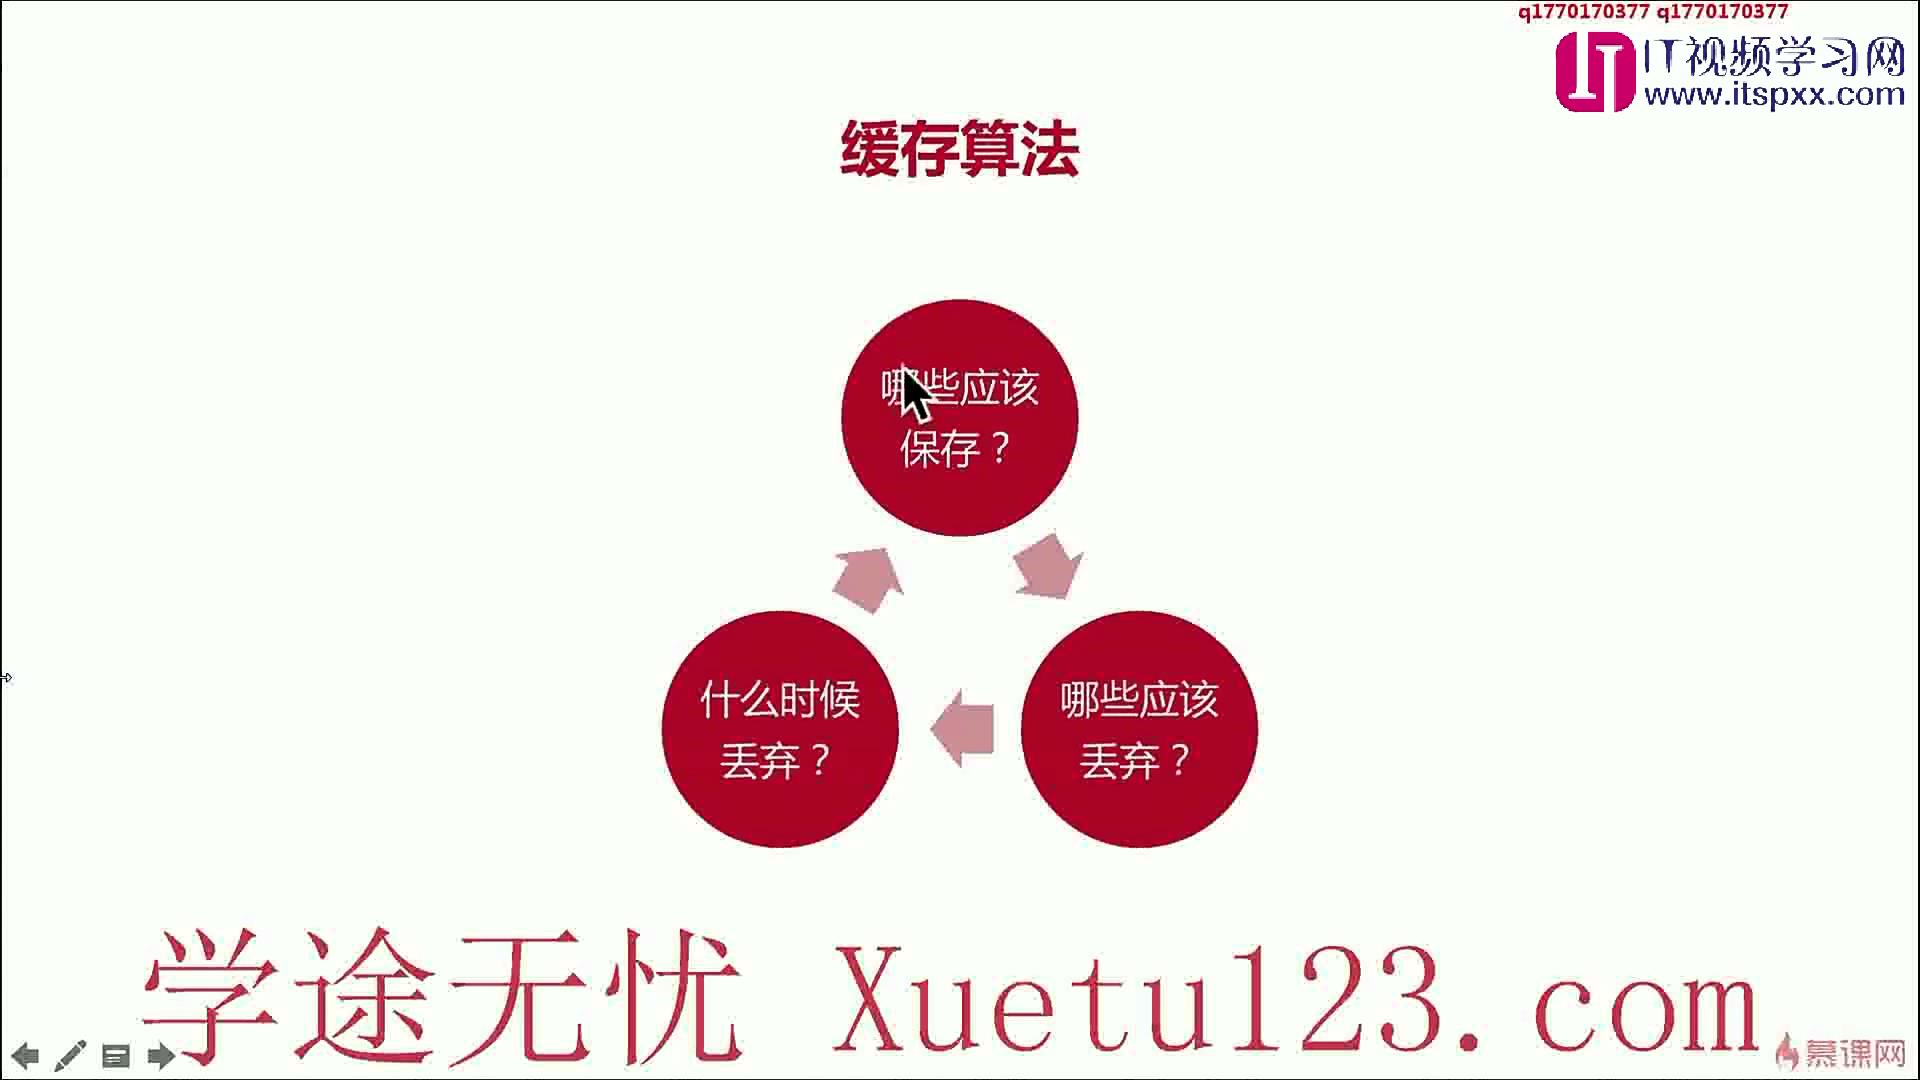 q1770170377 q1770170377
IT视频学习网
www.itspxx.com
缓存算法
哪些应该
保存？
什么时候
丢弃？
哪些应该
丢弃？
学途无忧 Xuetu123.com
慕课网